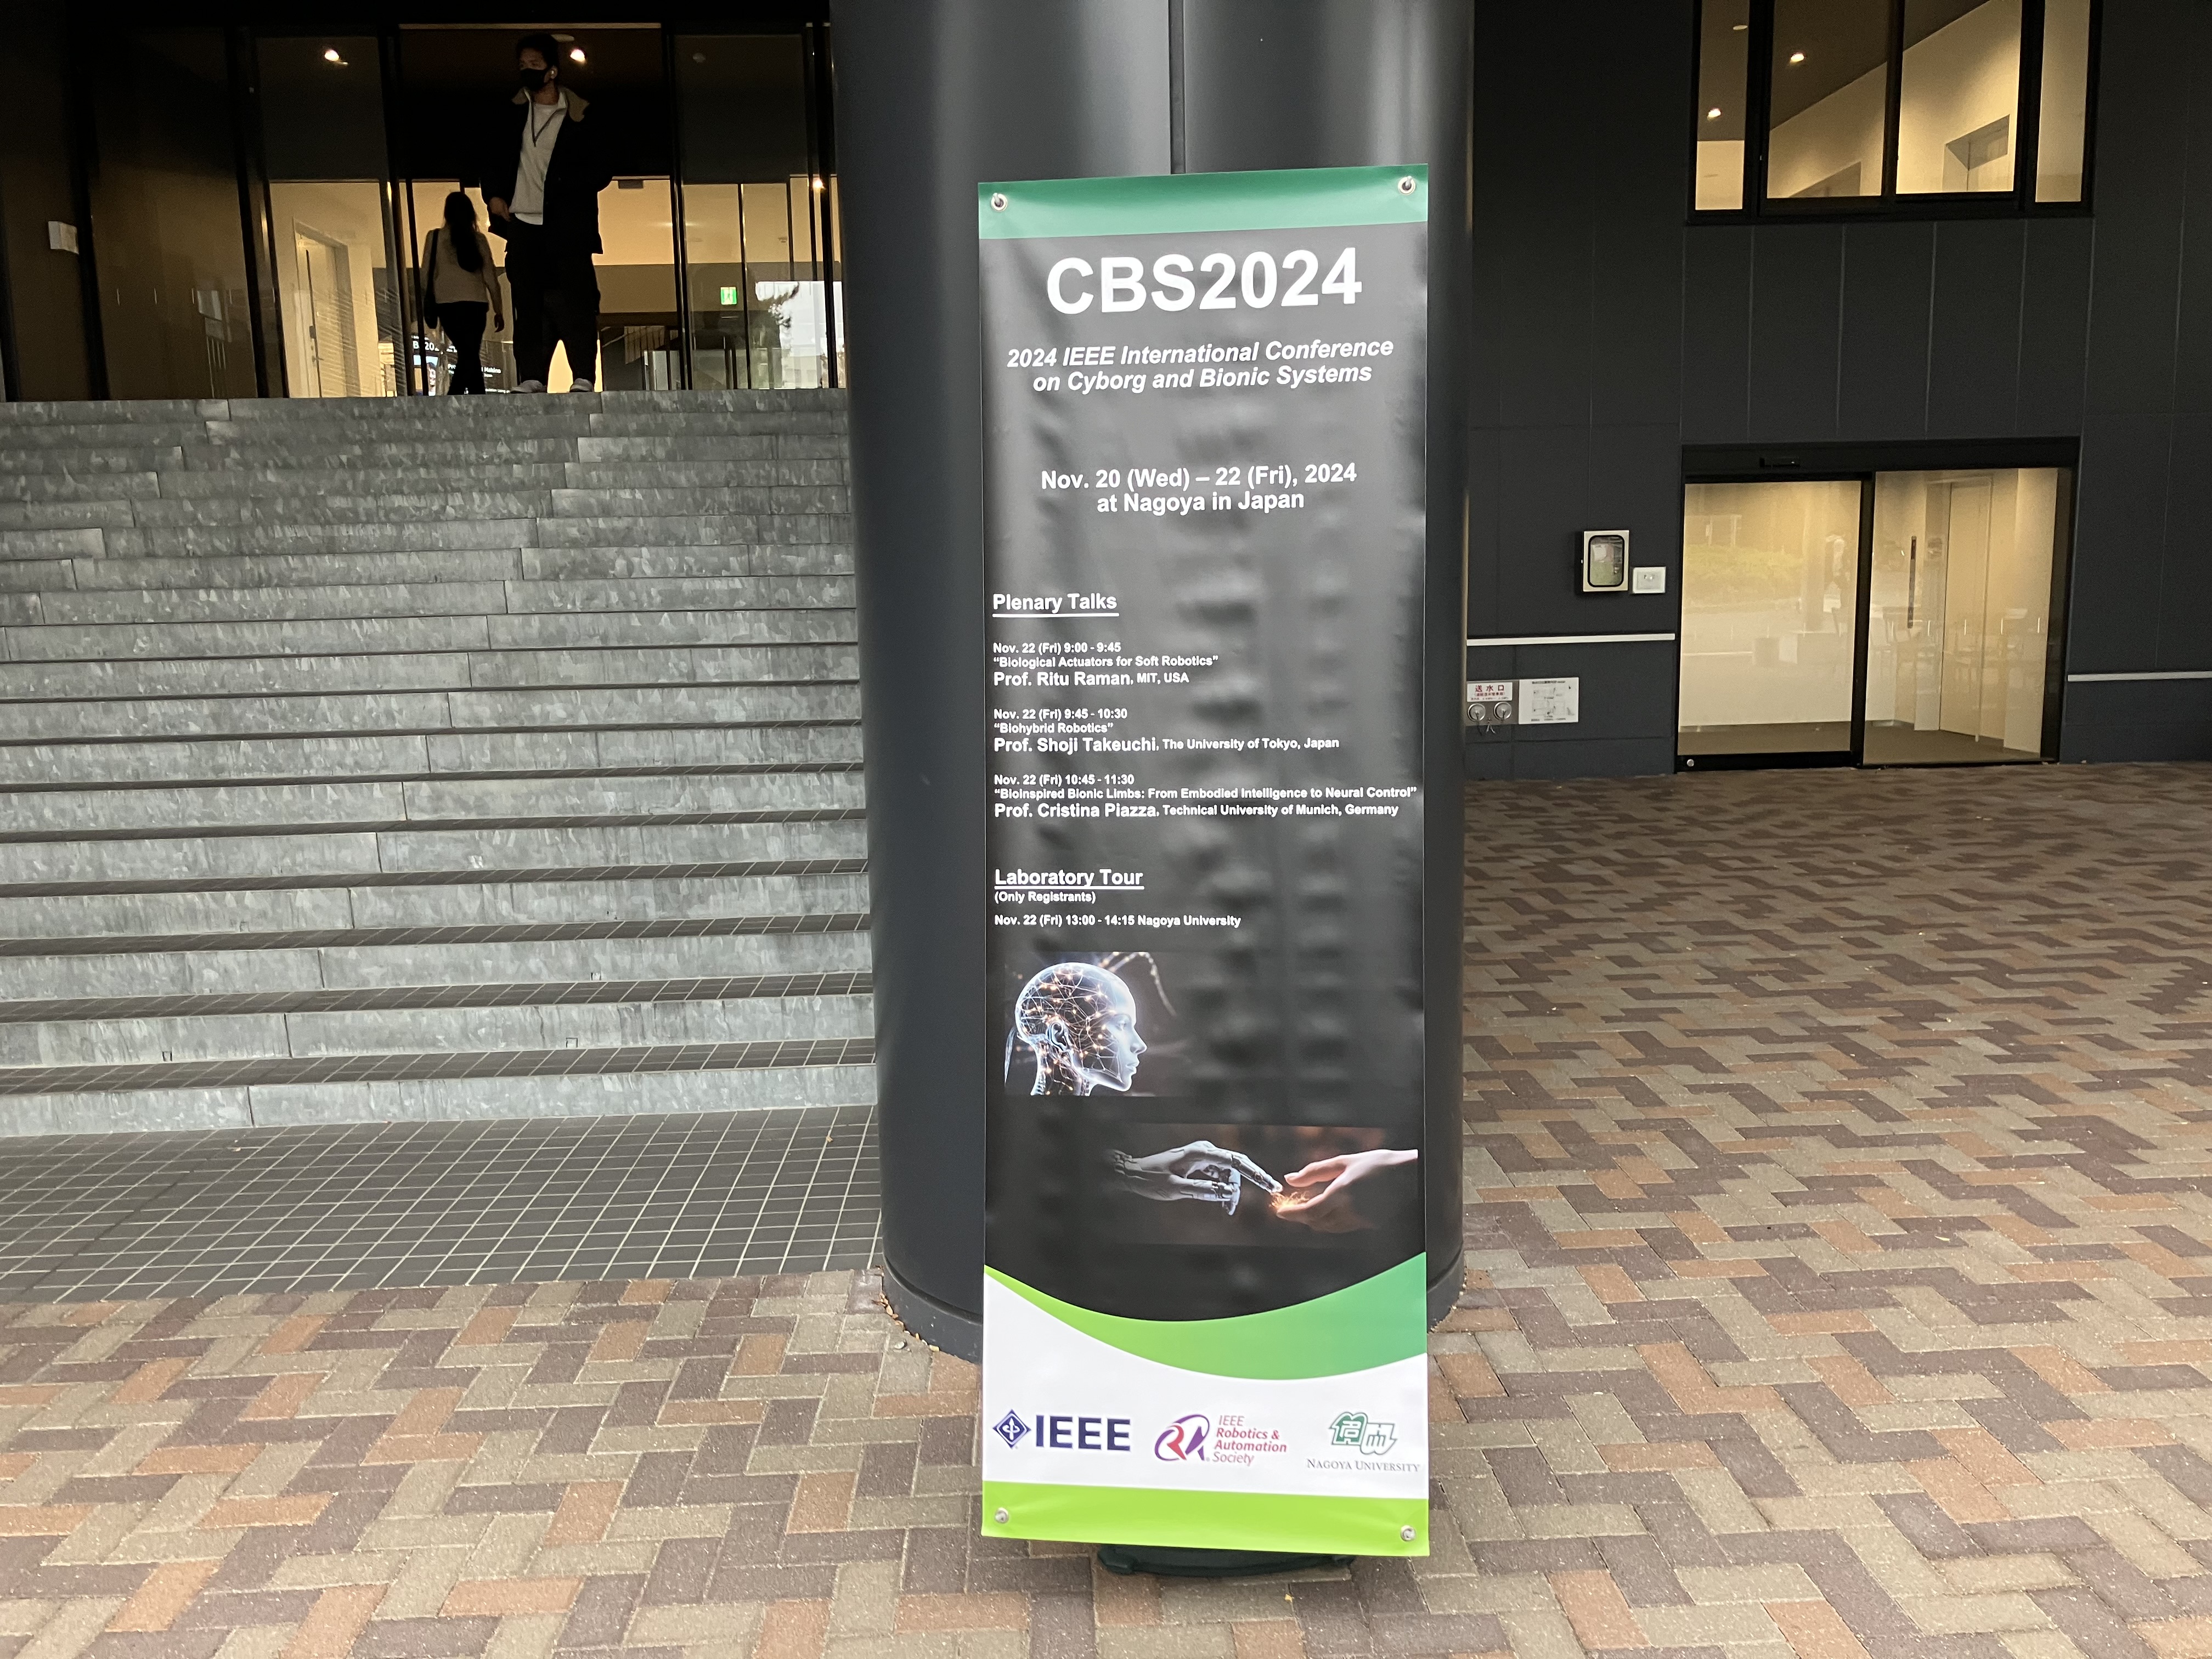 CBS2024
2024 IEEE International Conference
on Cyborg and Bionic Systems
Nov. 20 (Wed) – 22 (Fri), 2024
at Nagoya in Japan
Plenary Talks
Nov. 22 (Fri) 9:00 - 9:45
“Biological Actuators for Soft Robotics”
Prof. Ritu Raman, MIT, USA
Nov. 22 (Fri) 9:45 - 10:30
“Biohybrid Robotics”
Prof. Shoji Takeuchi, The University of Tokyo, Japan
Nov. 22 (Fri) 10:45 - 11:30
“Bioinspired Bionic Limbs: From Embodied Intelligence to Neural Control”
Prof. Cristina Piazza, Technical University of Munich, Germany
Laboratory Tour
(Only Registrants)
Nov. 22 (Fri) 13:00 - 14:15 Nagoya University
IEEE
IEEE
Robotics &
Automation
Society
NAGOYA UNIVERSITY
送水口